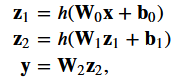 z₁ = h(W₀x + b₀)
z₂ = h(W₁z₁ + b₁)
y = W₂z₂,